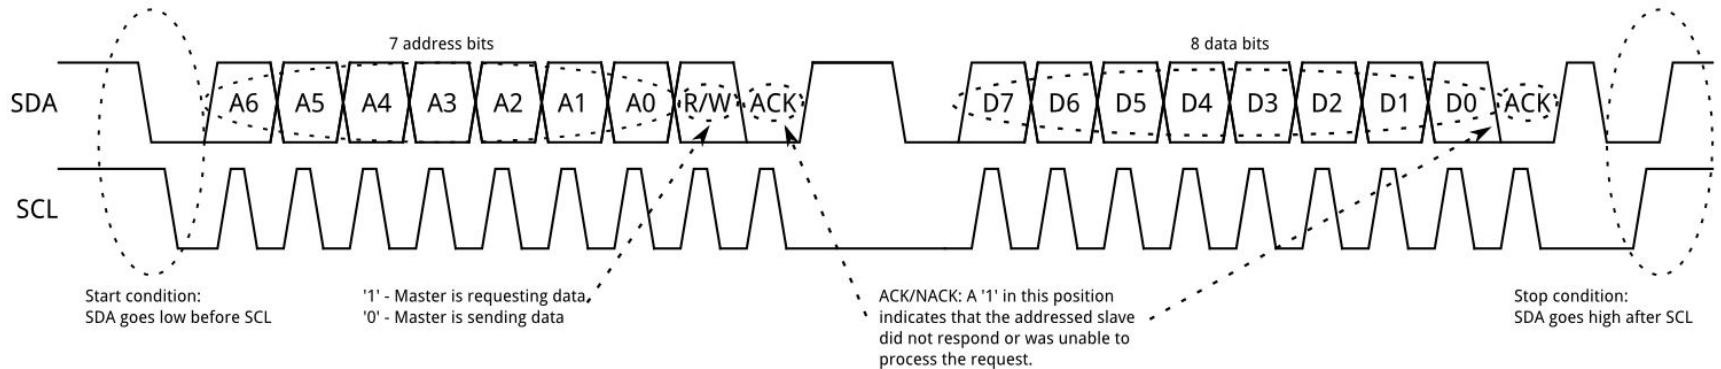 7 address bits
8 data bits
SDA
A6 A5 A4 A3 A2 A1 A0 R/W ACK
D7 D6 D5 D4 D3 D2 D1 D0 ACK
SCL
Start condition:
SDA goes low before SCL
'1' - Master is requesting data
'0' - Master is sending data
ACK/NACK: A '1' in this position
indicates that the addressed slave
did not respond or was unable to
process the request.
Stop condition:
SDA goes high after SCL